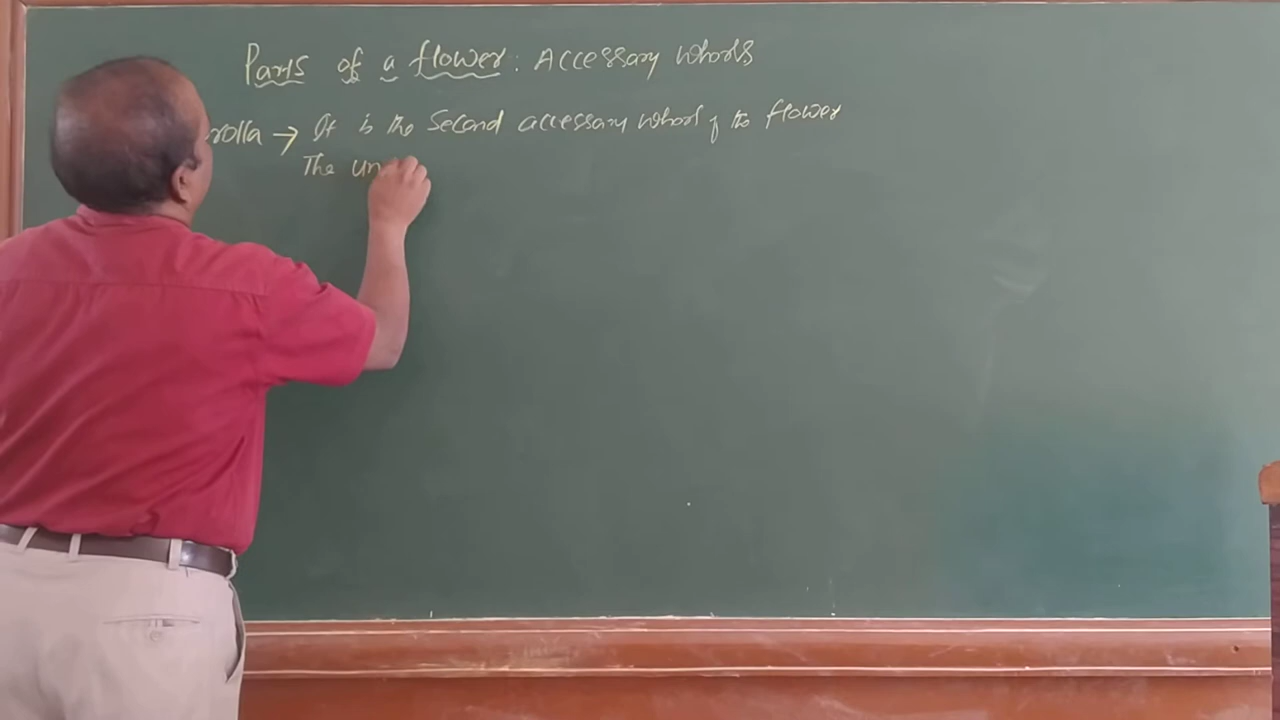 Parts of a flower: Accessary whorls
rolla → It is the second accessary whorl of the flower
The un